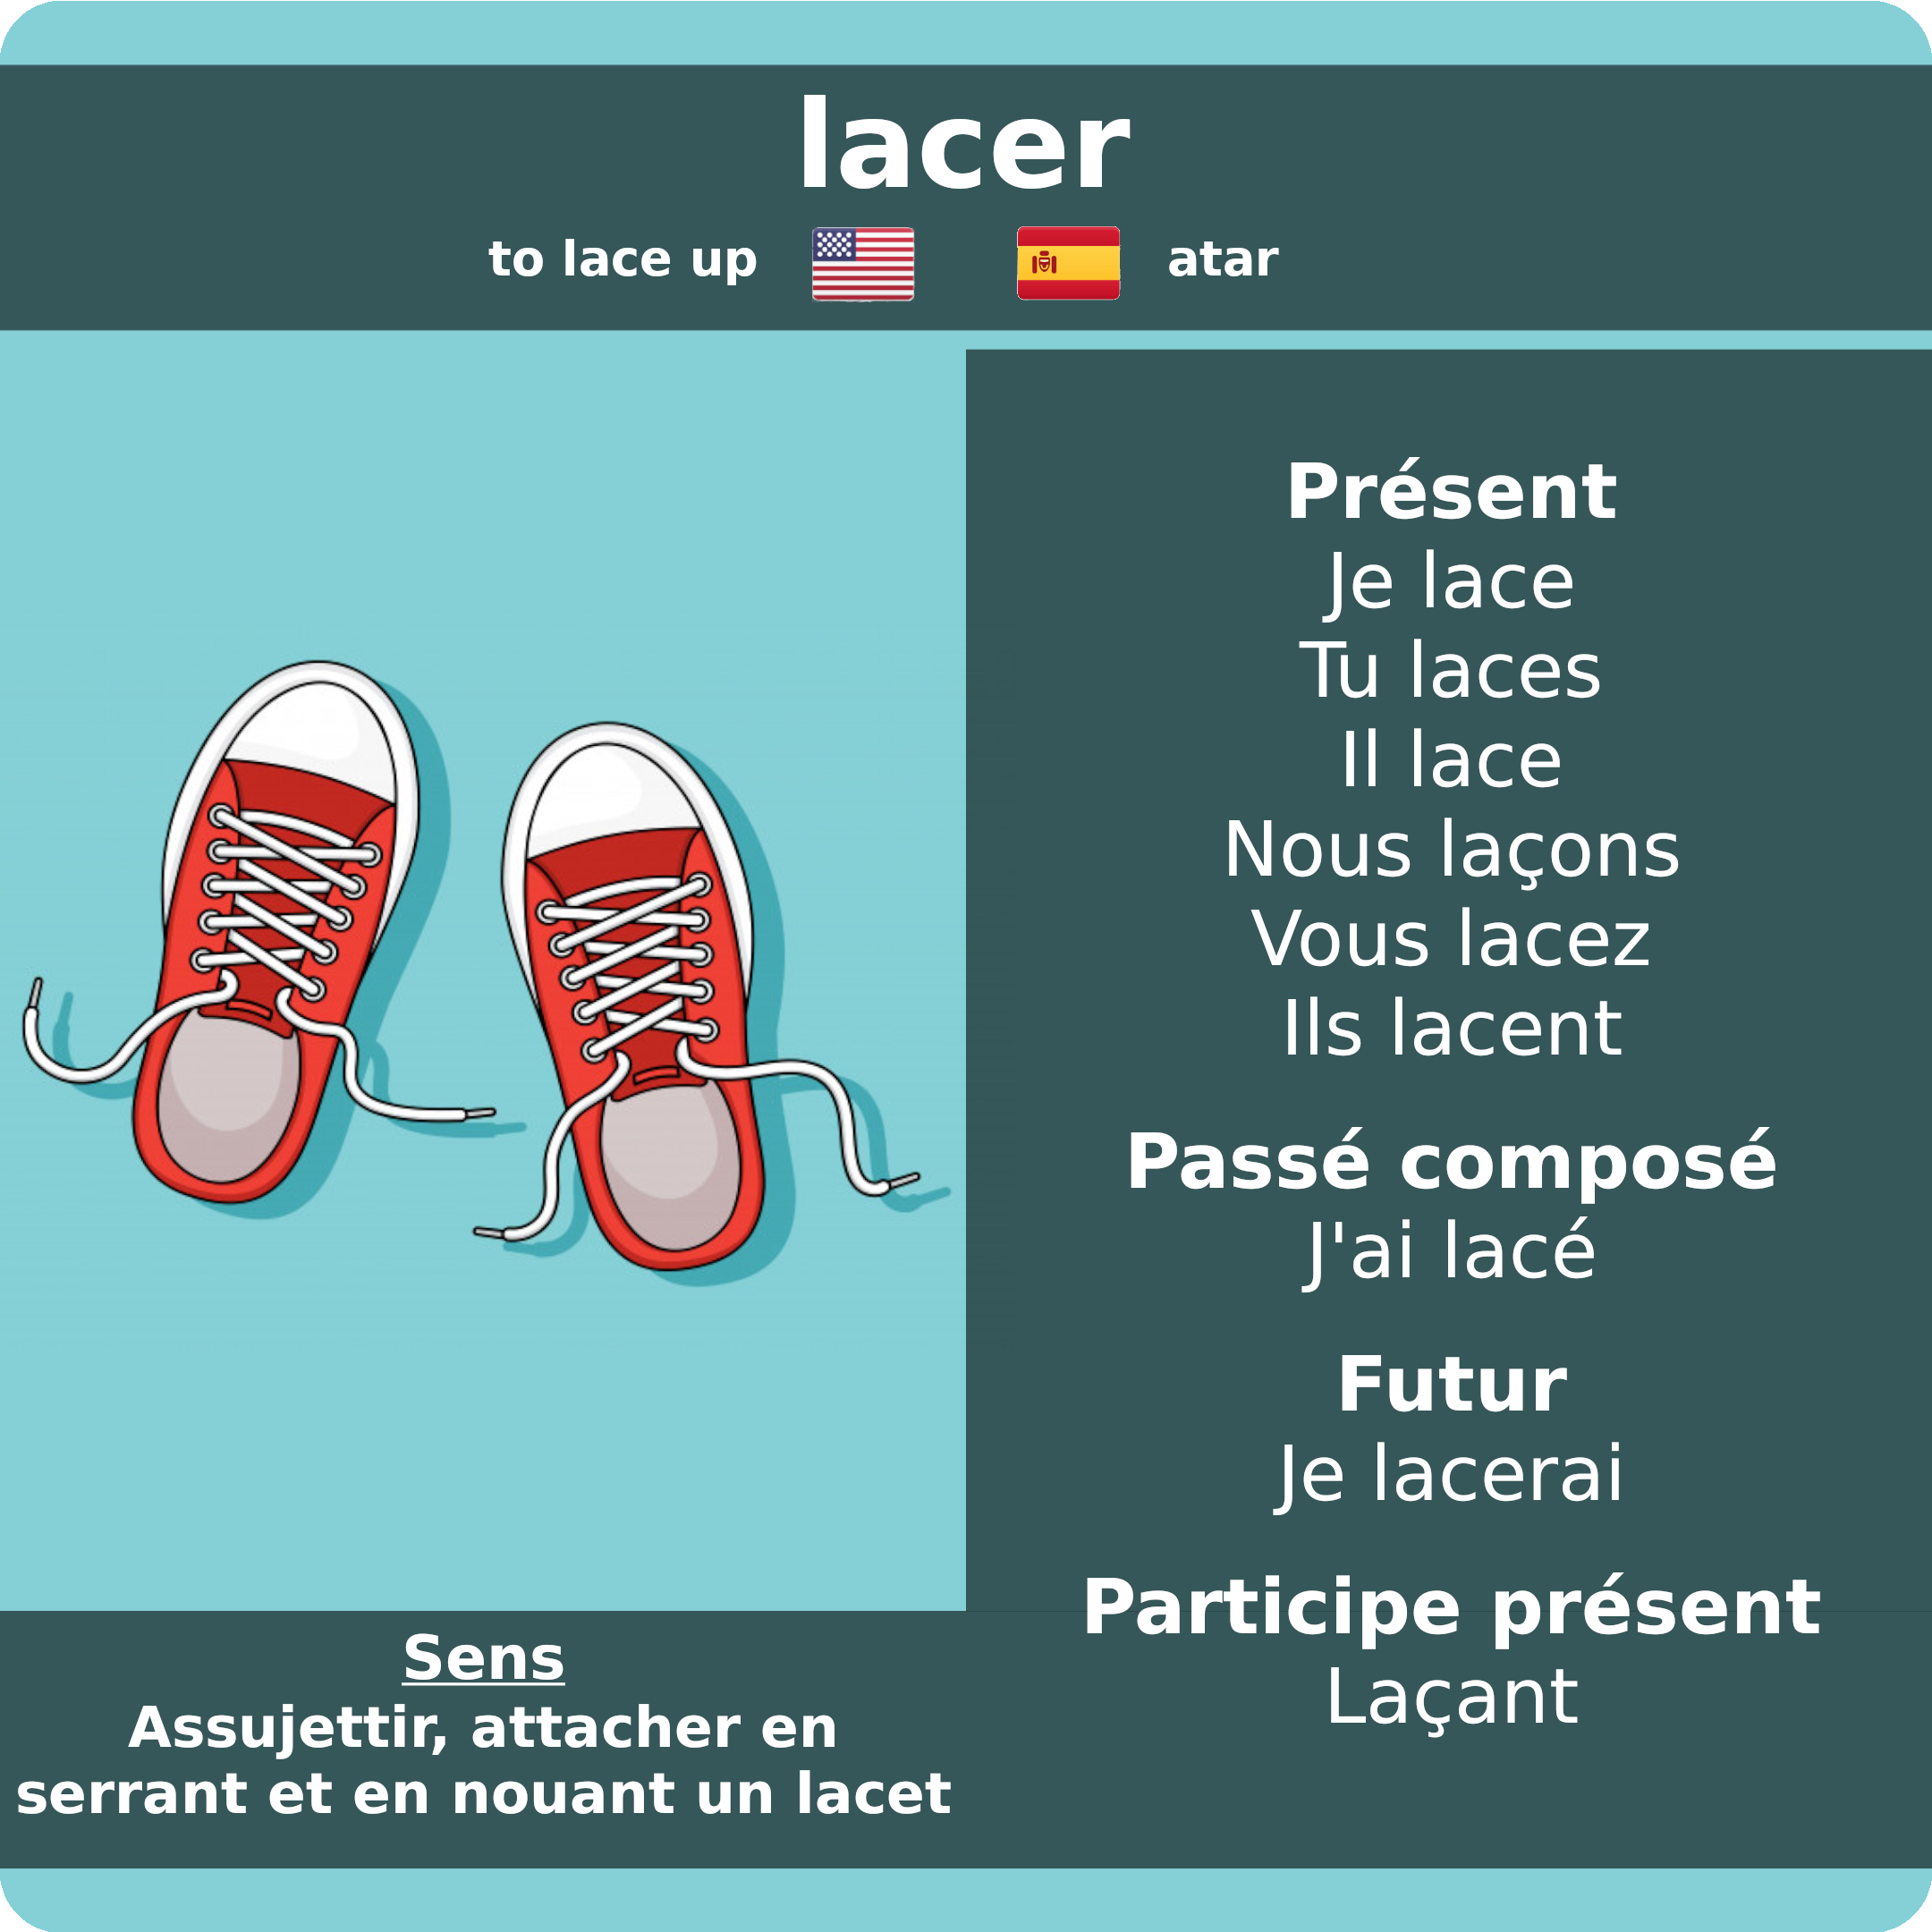 lacer
to lace up
atar
Présent
Je lace
Tu laces
Il lace
Nous laçons
Vous lacez
Ils lacent
Passé composé
J'ai lacé
Futur
Je lacerai
Participe présent
Laçant
Sens
Assujettir, attacher en
serrant et en nouant un lacet